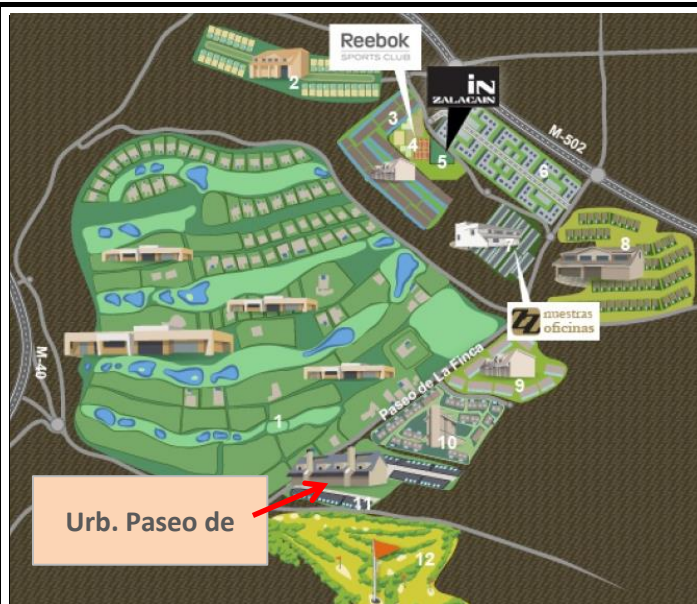 Reebok
SPORTS CLUB
iN
ZALACAIN
2
3
4
5
M-502
6
7
8
nuestras
oficinas
M-40
Paseo de La Finca
9
1
10
11
Urb. Paseo de
12